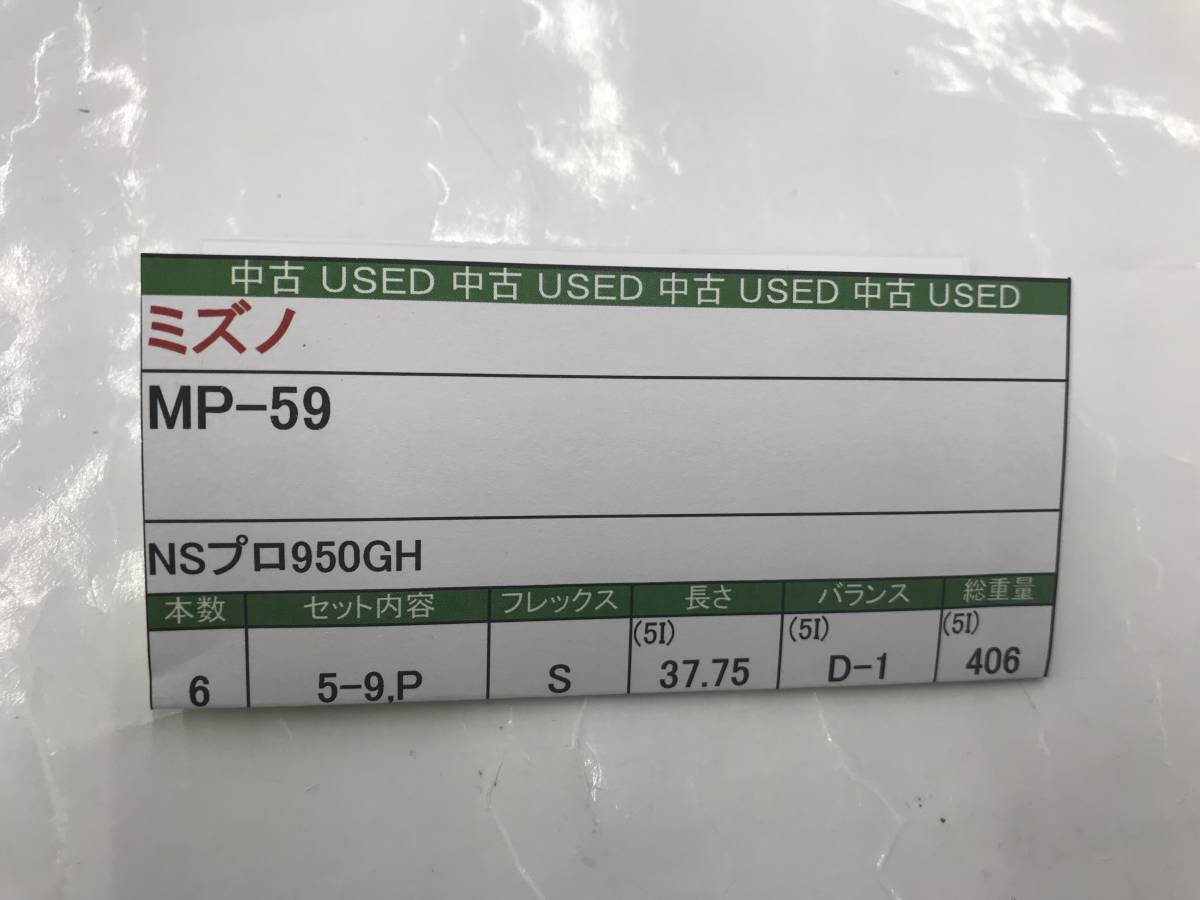 中古 USED 中古 USED 中古 USED 中古 USED
ミズノ
MP-59
NSプロ950GH
本数 セット内容 フレックス 長さ バランス 総重量
(5I) (5I) (5I)
6 5-9,P S 37.75 D-1 406